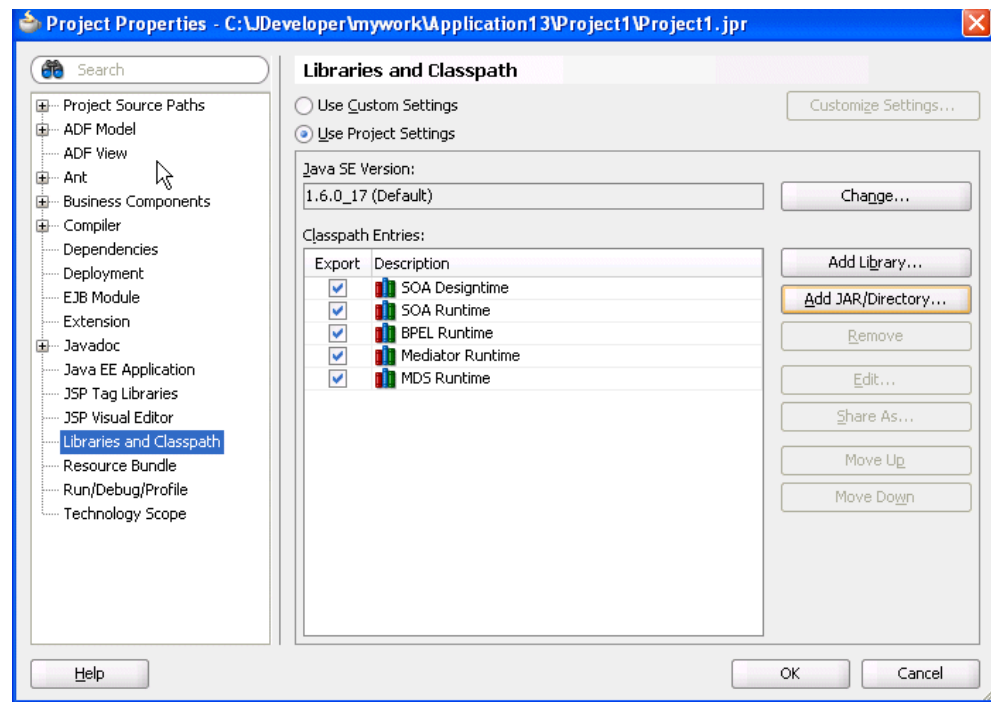 Project Properties - C:\JDeveloper\mywork\Application13\Project1\Project1.jpr
Search
Project Source Paths
ADF Model
ADF View
Ant
Business Components
Compiler
Dependencies
Deployment
EJB Module
Extension
Javadoc
Java EE Application
JSP Tag Libraries
JSP Visual Editor
Libraries and Classpath
Resource Bundle
Run/Debug/Profile
Technology Scope
Libraries and Classpath
Use Custom Settings
Customize Settings...
Use Project Settings
Java SE Version:
1.6.0_17 (Default)
Change...
Classpath Entries:
Export Description
SOA Designtime
SOA Runtime
BPEL Runtime
Mediator Runtime
MDS Runtime
Add Library...
Add JAR/Directory...
Remove
Edit...
Share As...
Move Up
Move Down
Help
OK
Cancel